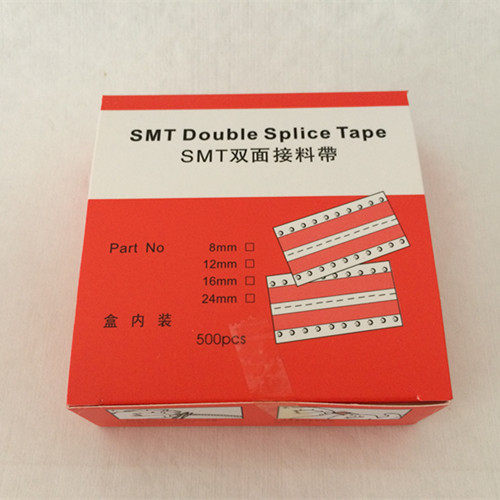 SMT Double Splice Tape
SMT双面接料帶
Part No 8mm □
12mm □
16mm □
24mm □
盒内装 500pcs